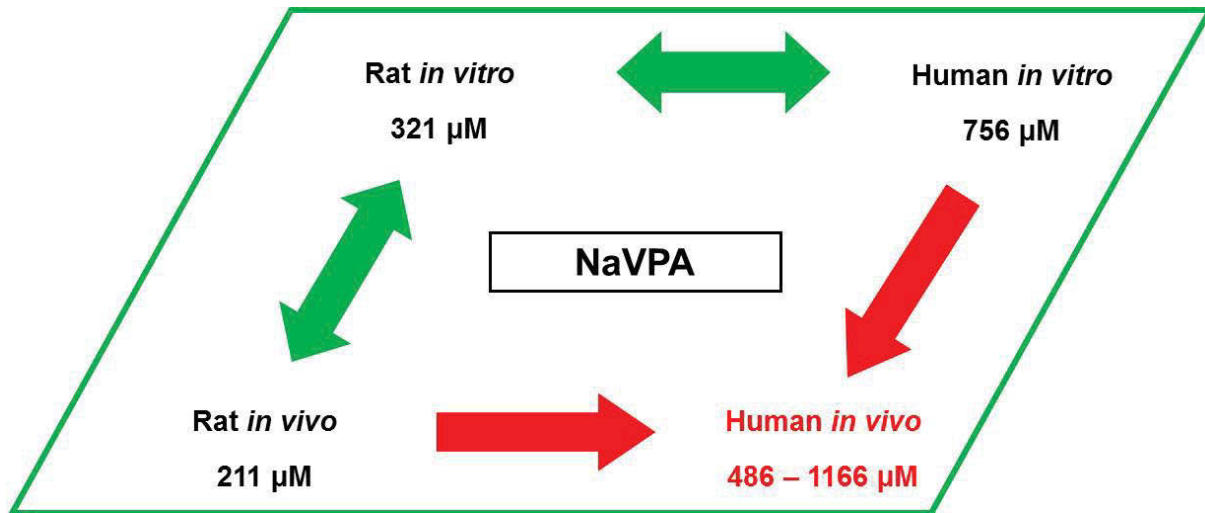 Rat in vitro
321 µM
Human in vitro
756 µM
NaVPA
Rat in vivo
211 µM
Human in vivo
486 – 1166 µM